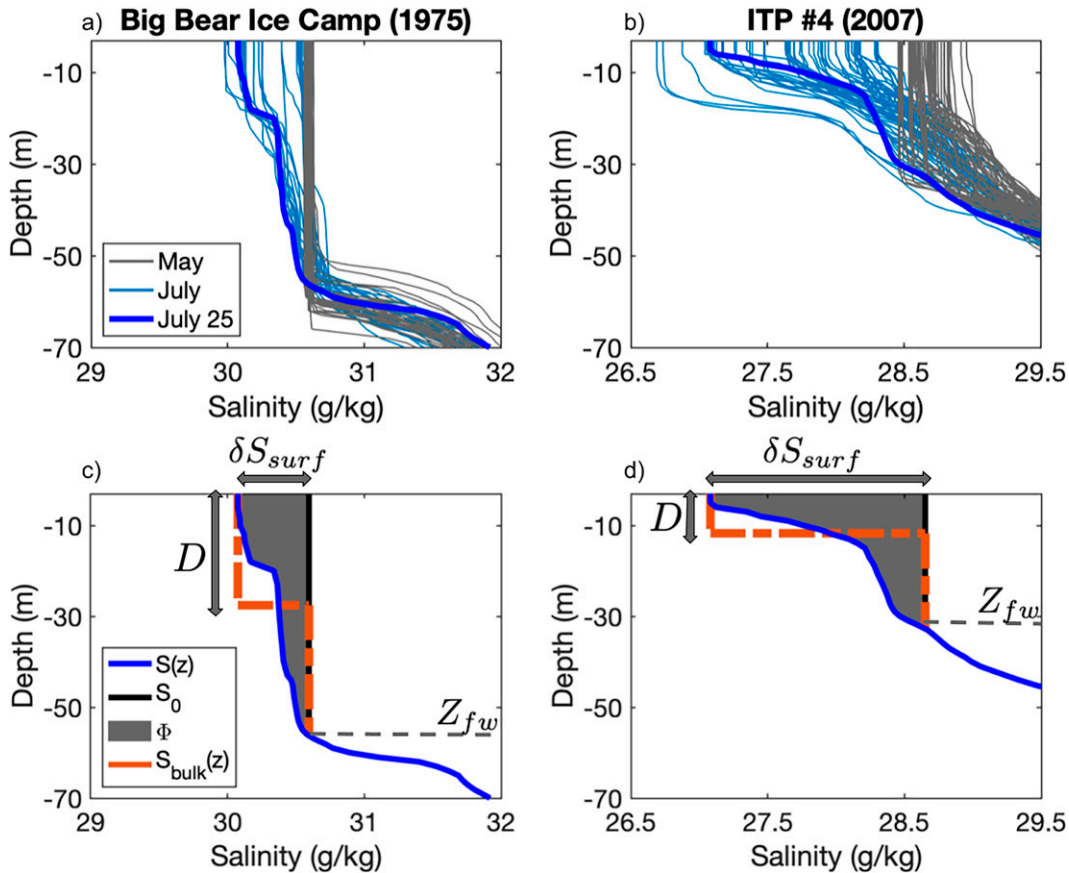 a) Big Bear Ice Camp (1975)
-10
-30
-50
-70
Depth (m)
May
July
July 25
29 30 31 32
Salinity (g/kg)
b) ITP #4 (2007)
-10
-30
-50
-70
Depth (m)
26.5 27.5 28.5 29.5
Salinity (g/kg)
c) δS_surf
D
-10
-30
-50
-70
Depth (m)
Z_fw
S(z)
S_0
Φ
S_bulk(z)
29 30 31 32
Salinity (g/kg)
d) δS_surf
D
-10
-30
-50
-70
Depth (m)
Z_fw
26.5 27.5 28.5 29.5
Salinity (g/kg)